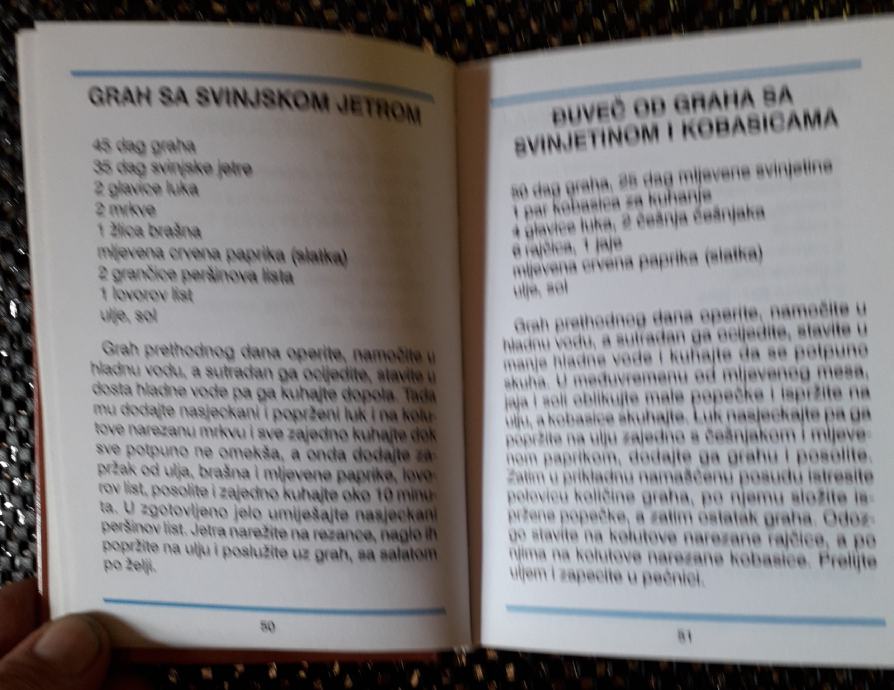 GRAH SA SVINJSKOM JETROM
45 dag graha
35 dag svinjske jetre
2 glavice luka
2 mrkve
1 žlica brašna
mljevena crvena paprika (slatka)
2 grančice peršinova lista
1 lovorov list
ulje, sol
Grah prethodnog dana operite, namočite u
hladnu vodu, a sutradan ga ocijedite, stavite u
dosta hladne vode pa ga kuhajte dopola. Tada
mu dodajte nasjeckani i poprženi luk i na kolu-
tove narezanu mrkvu i sve zajedno kuhajte dok
sve potpuno ne omekša, a onda dodajte za-
pržak od ulja, brašna i mljevene paprike, lovo-
rov list, posolite i zajedno kuhajte oko 10 minu-
ta. U zgotovljeno jelo umiješajte nasjeckani
peršinov list. Jetra narežite na rezance, naglo ih
popržite na ulju i poslužite uz grah, sa salatom
po želji.
50
ĐUVEČ OD GRAHA SA
SVINJETINOM I KOBASICAMA
50 dag graha, 25 dag mljevene svinjetine
1 par kobasica za kuhanje
4 glavice luka, 2 češnja češnjaka
6 rajčica, 1 jaje
mljevena crvena paprika (slatka)
ulje, sol
Grah prethodnog dana operite, namočite u
hladnu vodu, a sutradan ga ocijedite, stavite u
manje hladne vode i kuhajte da se potpuno
skuha. U međuvremenu od mljevenog mesa,
jaja i soli oblikujte male popečke i ispržite na
ulju, a kobasice skuhajte. Luk nasjeckajte pa ga
popržite na ulju zajedno s češnjakom i mljeve-
nom paprikom, dodajte ga grahu i posolite.
Zatim u prikladnu namašćenu posudu istresite
polovicu količine graha, po njemu složite is-
pržene popečke, a zatim ostatak graha. Odoz-
go stavite na kolutove narezane rajčice, a po
njima na kolutove narezane kobasice. Prelijte
uljem i zapecite u pećnici.
51